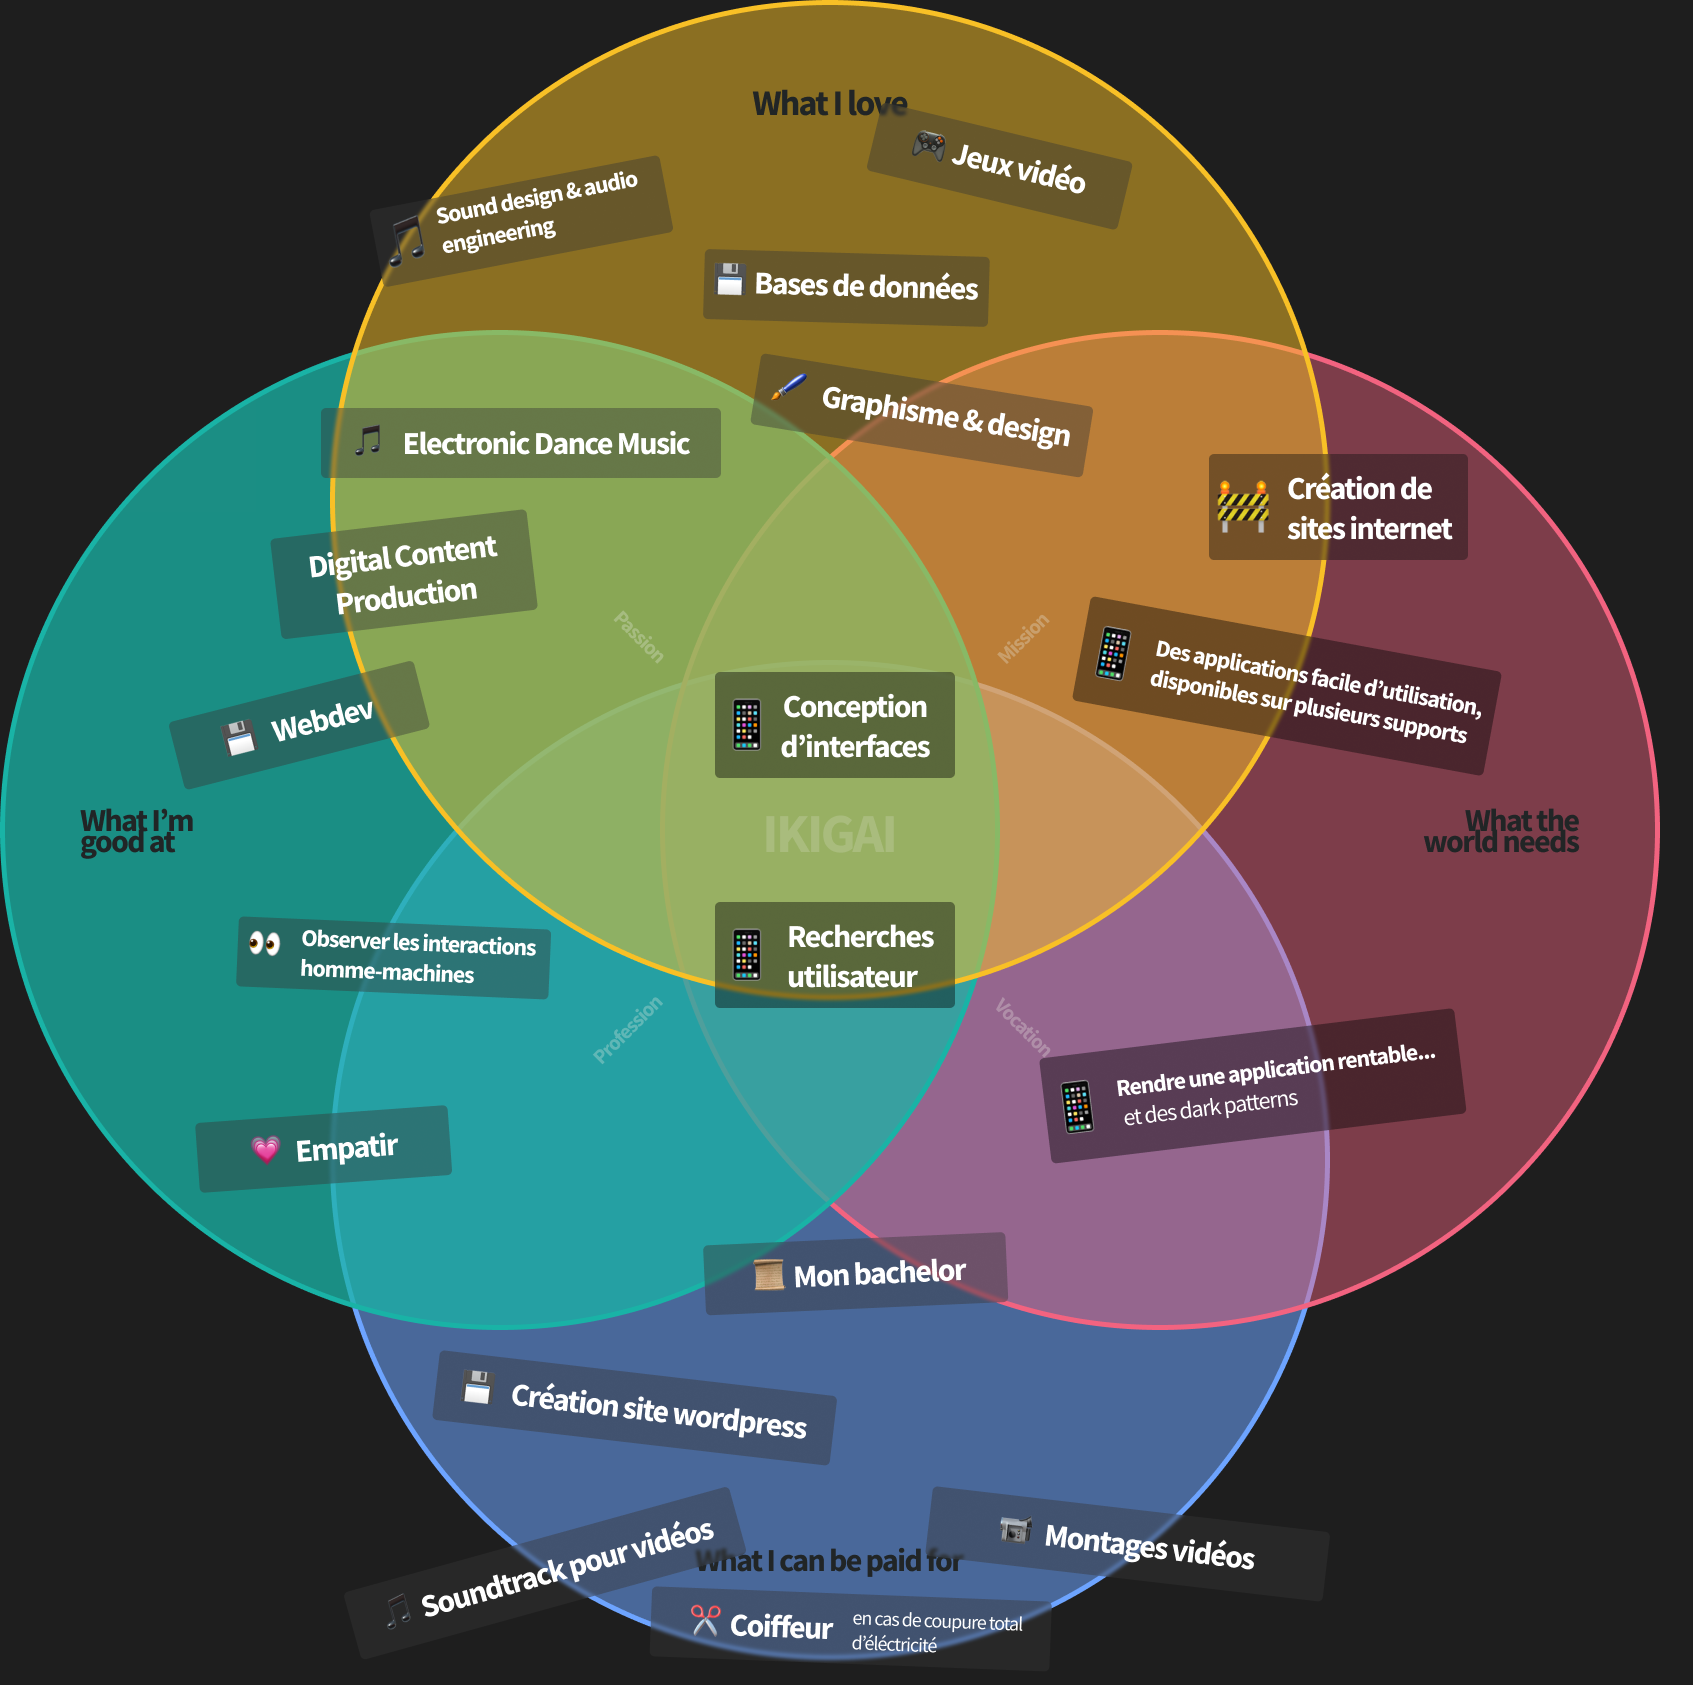 What I love
Jeux vidéo
Sound design & audio
engineering
Bases de données
Graphisme & design
Electronic Dance Music
Création de
sites internet
Digital Content
Production
Passion
Mission
Des applications facile d’utilisation,
disponibles sur plusieurs supports
Webdev
Conception
d’interfaces
What I’m
good at
IKIGAI
What the
world needs
Observer les interactions
homme-machines
Recherches
utilisateur
Profession
Vocation
Rendre une application rentable...
et des dark patterns
Empatir
Mon bachelor
Création site wordpress
Soundtrack pour vidéos
What I can be paid for
Montages vidéos
Coiffeur
en cas de coupure total
d’éléctricité